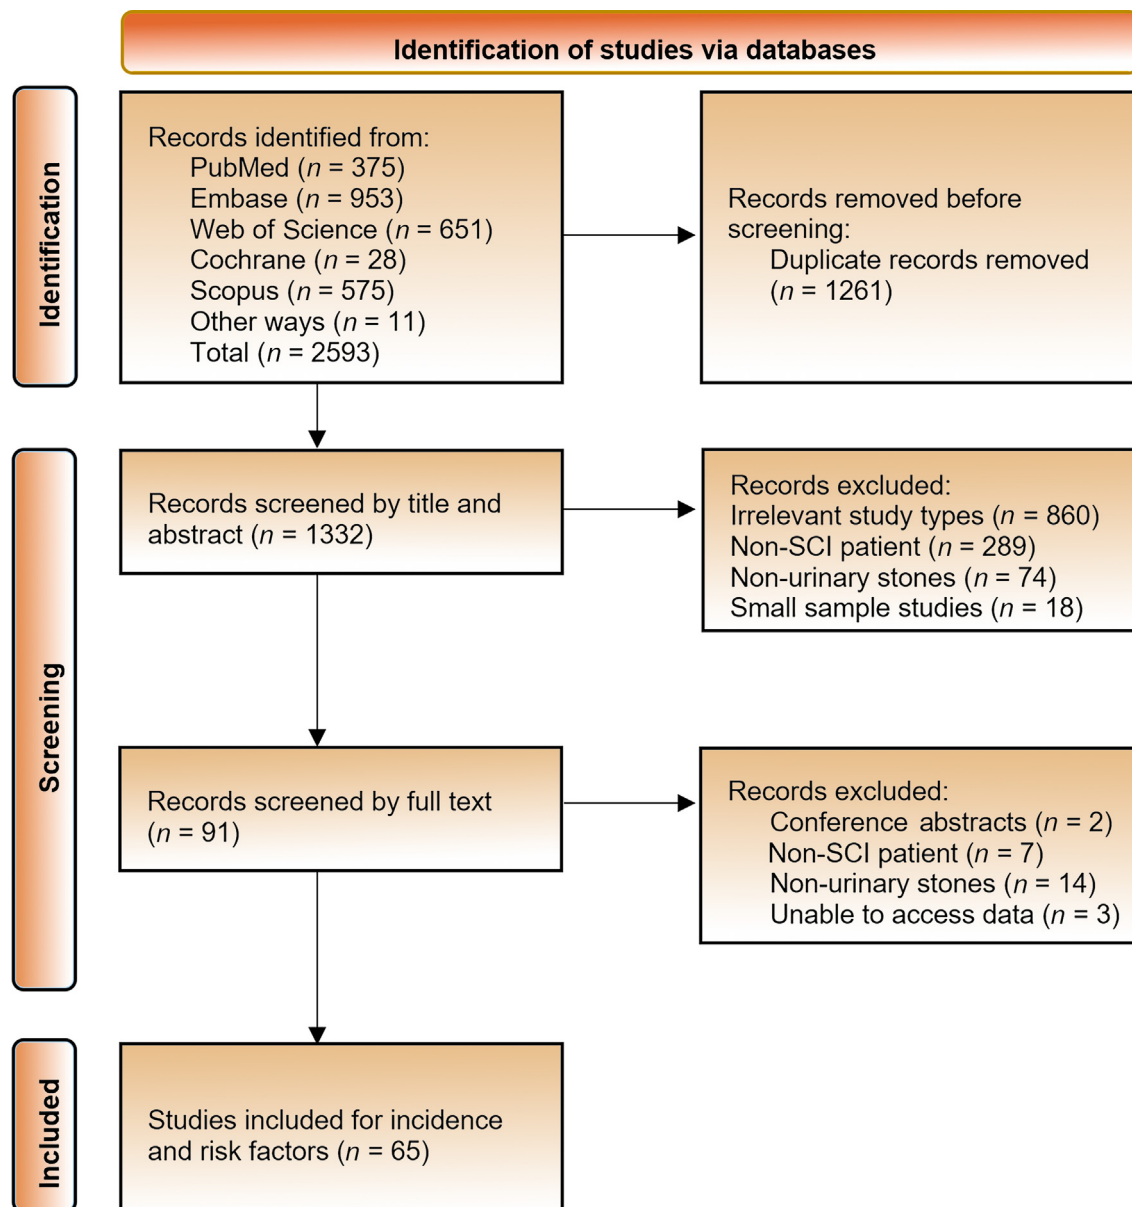 Identification of studies via databases
Identification
Records identified from:
PubMed (n = 375)
Embase (n = 953)
Web of Science (n = 651)
Cochrane (n = 28)
Scopus (n = 575)
Other ways (n = 11)
Total (n = 2593)
Records removed before
screening:
Duplicate records removed
(n = 1261)
Screening
Records screened by title and
abstract (n = 1332)
Records excluded:
Irrelevant study types (n = 860)
Non-SCI patient (n = 289)
Non-urinary stones (n = 74)
Small sample studies (n = 18)
Records screened by full text
(n = 91)
Records excluded:
Conference abstracts (n = 2)
Non-SCI patient (n = 7)
Non-urinary stones (n = 14)
Unable to access data (n = 3)
Included
Studies included for incidence
and risk factors (n = 65)